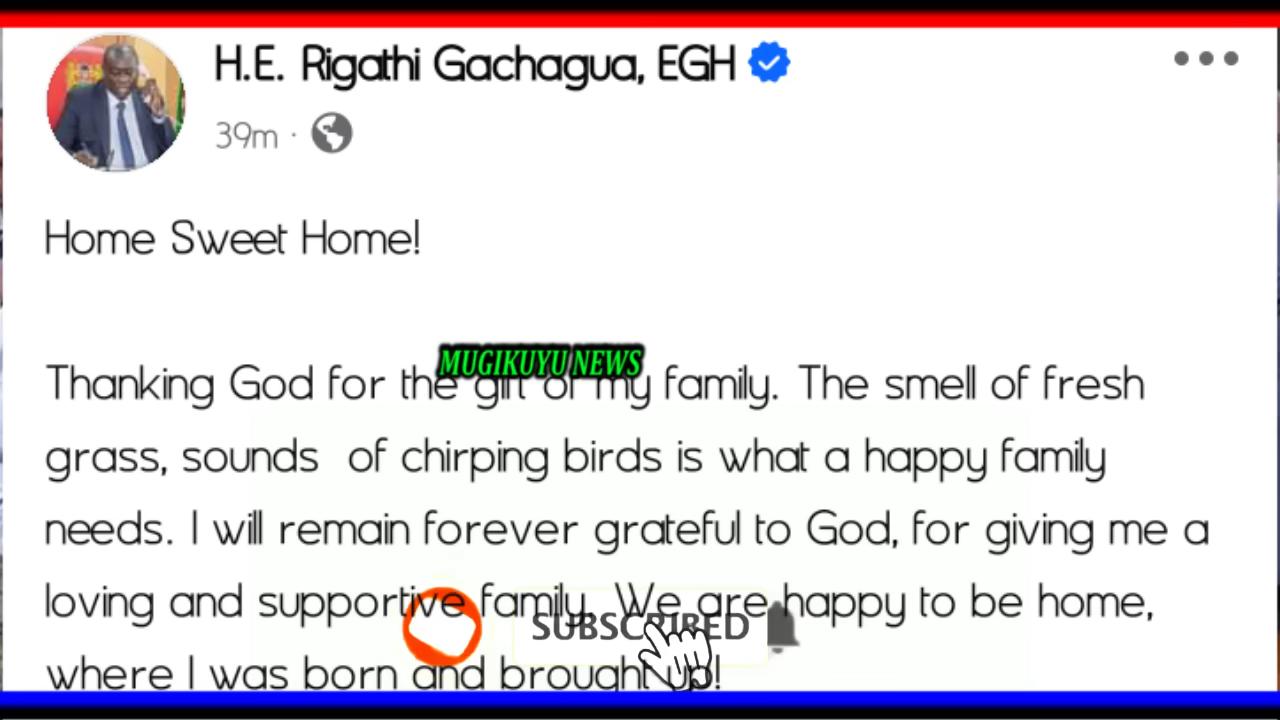 H.E. Rigathi Gachagua, EGH
39m ·
Home Sweet Home!
MUGIKUYU NEWS
Thanking God for the gift of my family. The smell of fresh
grass, sounds of chirping birds is what a happy family
needs. I will remain forever grateful to God, for giving me a
loving and supportive family. We are happy to be home,
SUBSCRIBED
where I was born and brought up!